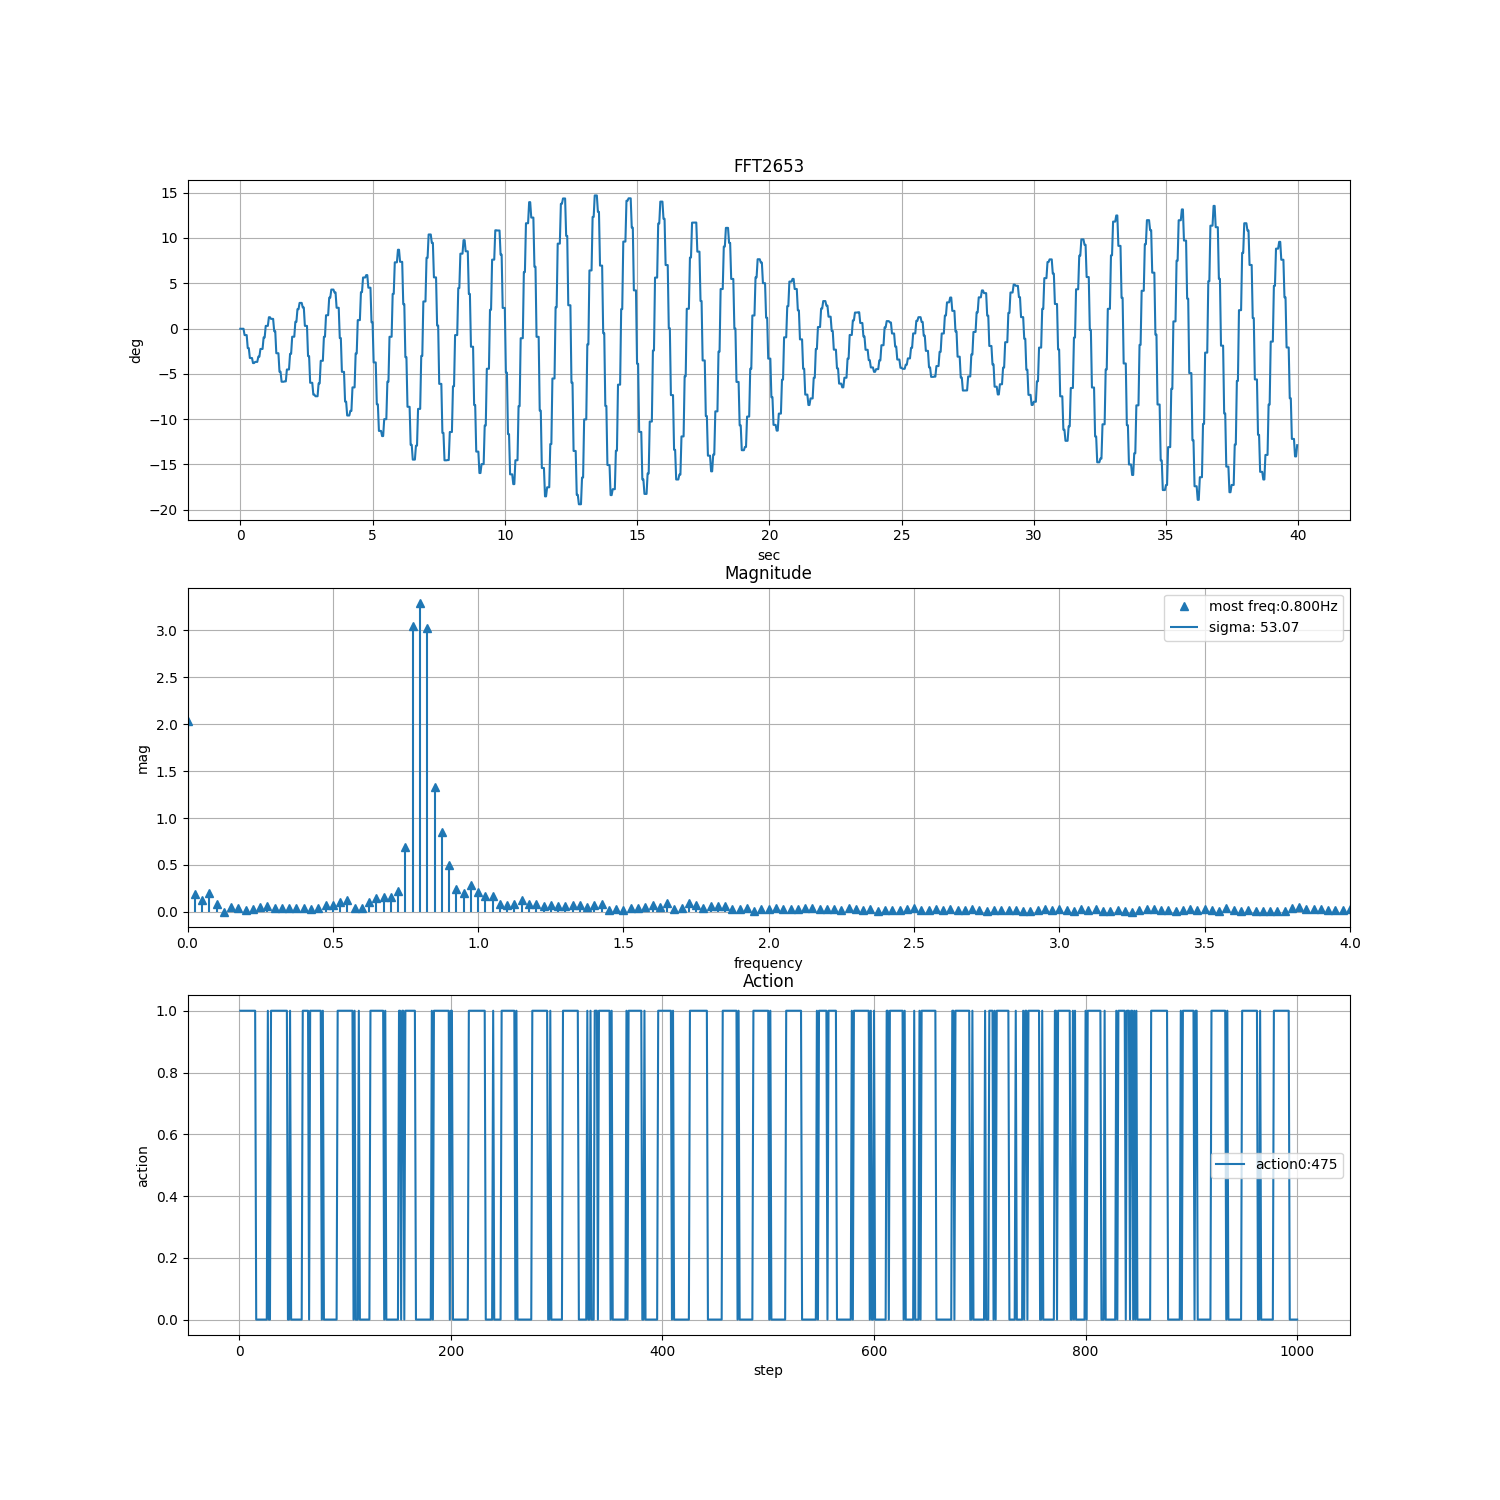 FFT2653
15
10
5
0
−5
−10
−15
−20
deg
0 5 10 15 20 25 30 35 40
sec
Magnitude
most freq:0.800Hz
sigma: 53.07
3.0
2.5
2.0
1.5
1.0
0.5
0.0
mag
0.0 0.5 1.0 1.5 2.0 2.5 3.0 3.5 4.0
frequency
Action
1.0
0.8
0.6
0.4
0.2
0.0
action
action0:475
0 200 400 600 800 1000
step